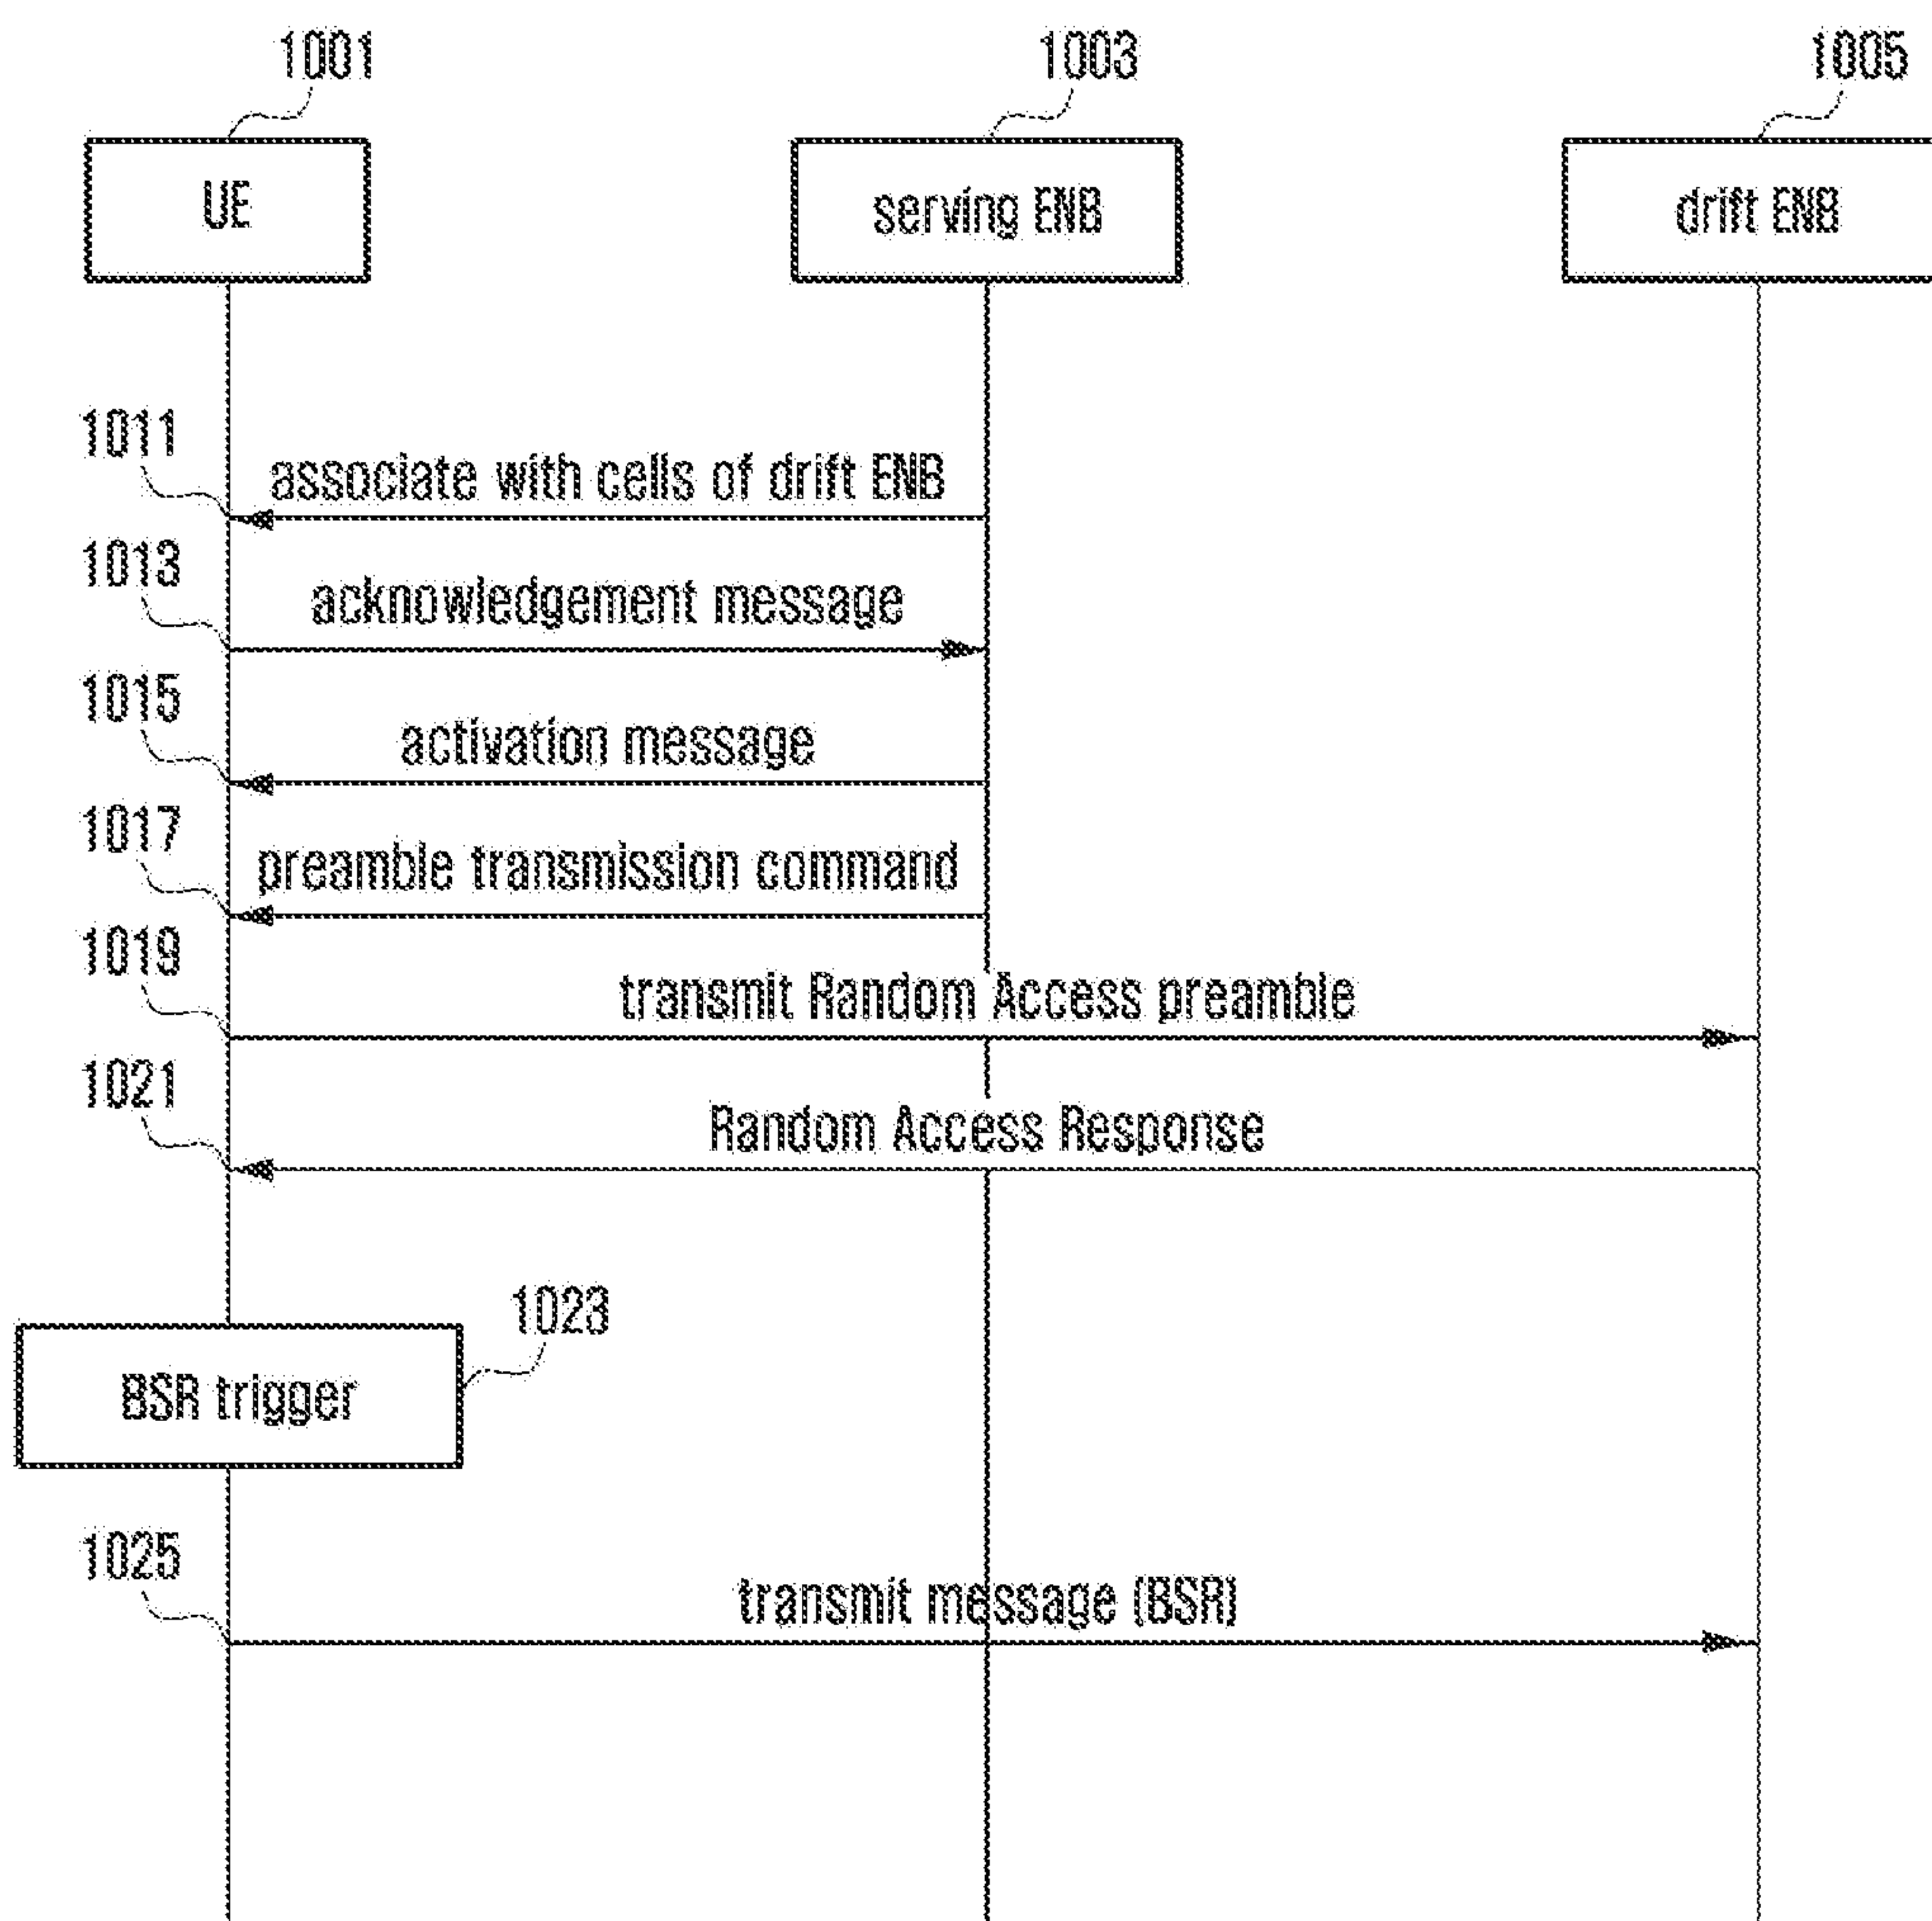 1001
1003
1005
UE
serving ENB
drift ENB
1011
associate with cells of drift ENB
1013
acknowledgement message
1015
activation message
1017
preamble transmission command
1019
transmit Random Access preamble
1021
Random Access Response
1023
BSR trigger
1025
transmit message (BSR)